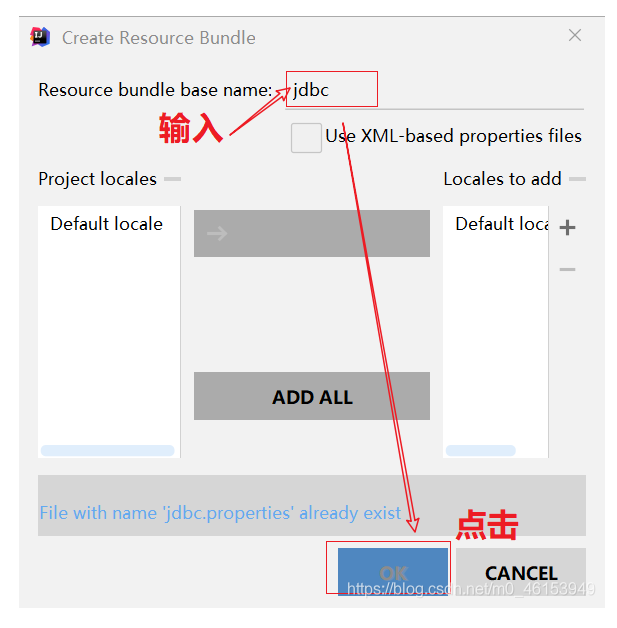 Create Resource Bundle
Resource bundle base name: jdbc
输入
Use XML-based properties files
Project locales
Locales to add
Default locale
Default loca
ADD ALL
File with name 'jdbc.properties' already exist
点击
OK
CANCEL
https://blog.csdn.net/m0_46153949